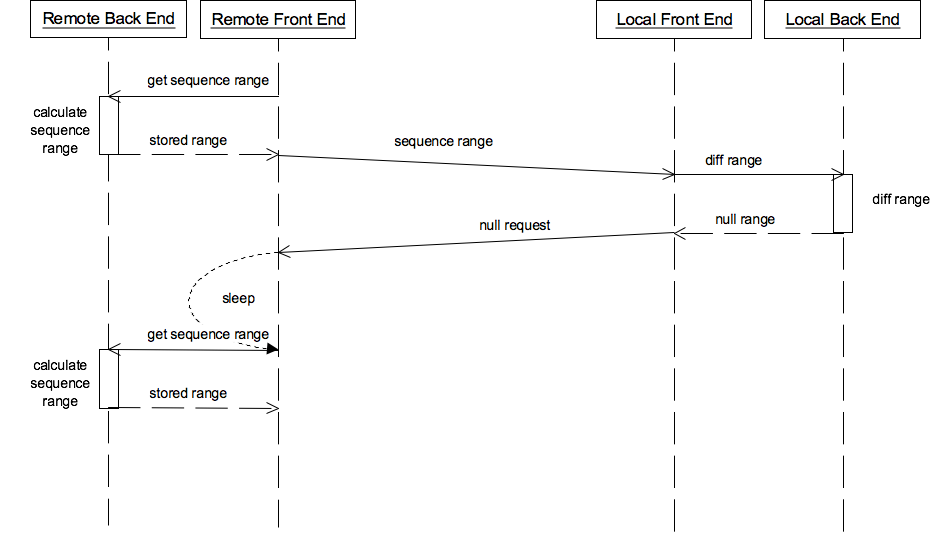 Remote Back End
Remote Front End
Local Front End
Local Back End
get sequence range
calculate
sequence
range
stored range
sequence range
diff range
diff range
null range
null request
sleep
get sequence range
calculate
sequence
range
stored range